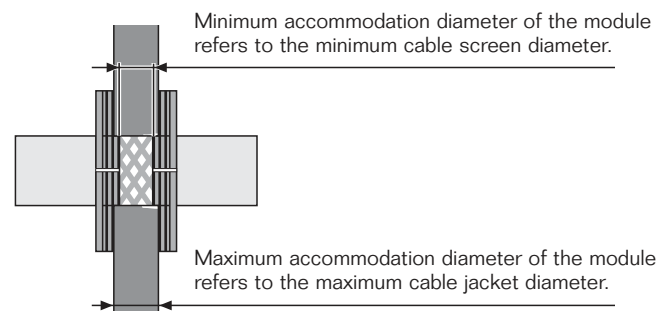 Minimum accommodation diameter of the module
refers to the minimum cable screen diameter.
Maximum accommodation diameter of the module
refers to the maximum cable jacket diameter.